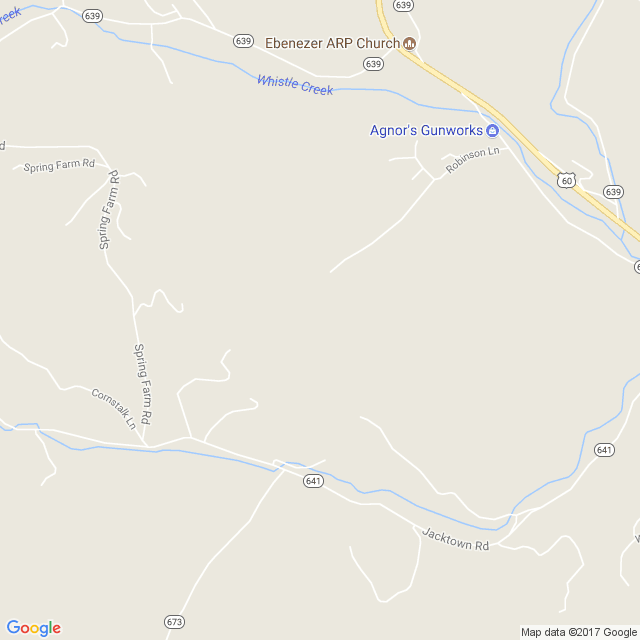 639
reek
639
639
Ebenezer ARP Church
639
Whistle Creek
Agnor's Gunworks
Robinson Ln
Spring Farm Rd
60
639
Spring Farm Rd
Spring Farm Rd
Cornstalk Ln
641
641
Jacktown Rd
673
Google
Map data ©2017 Google